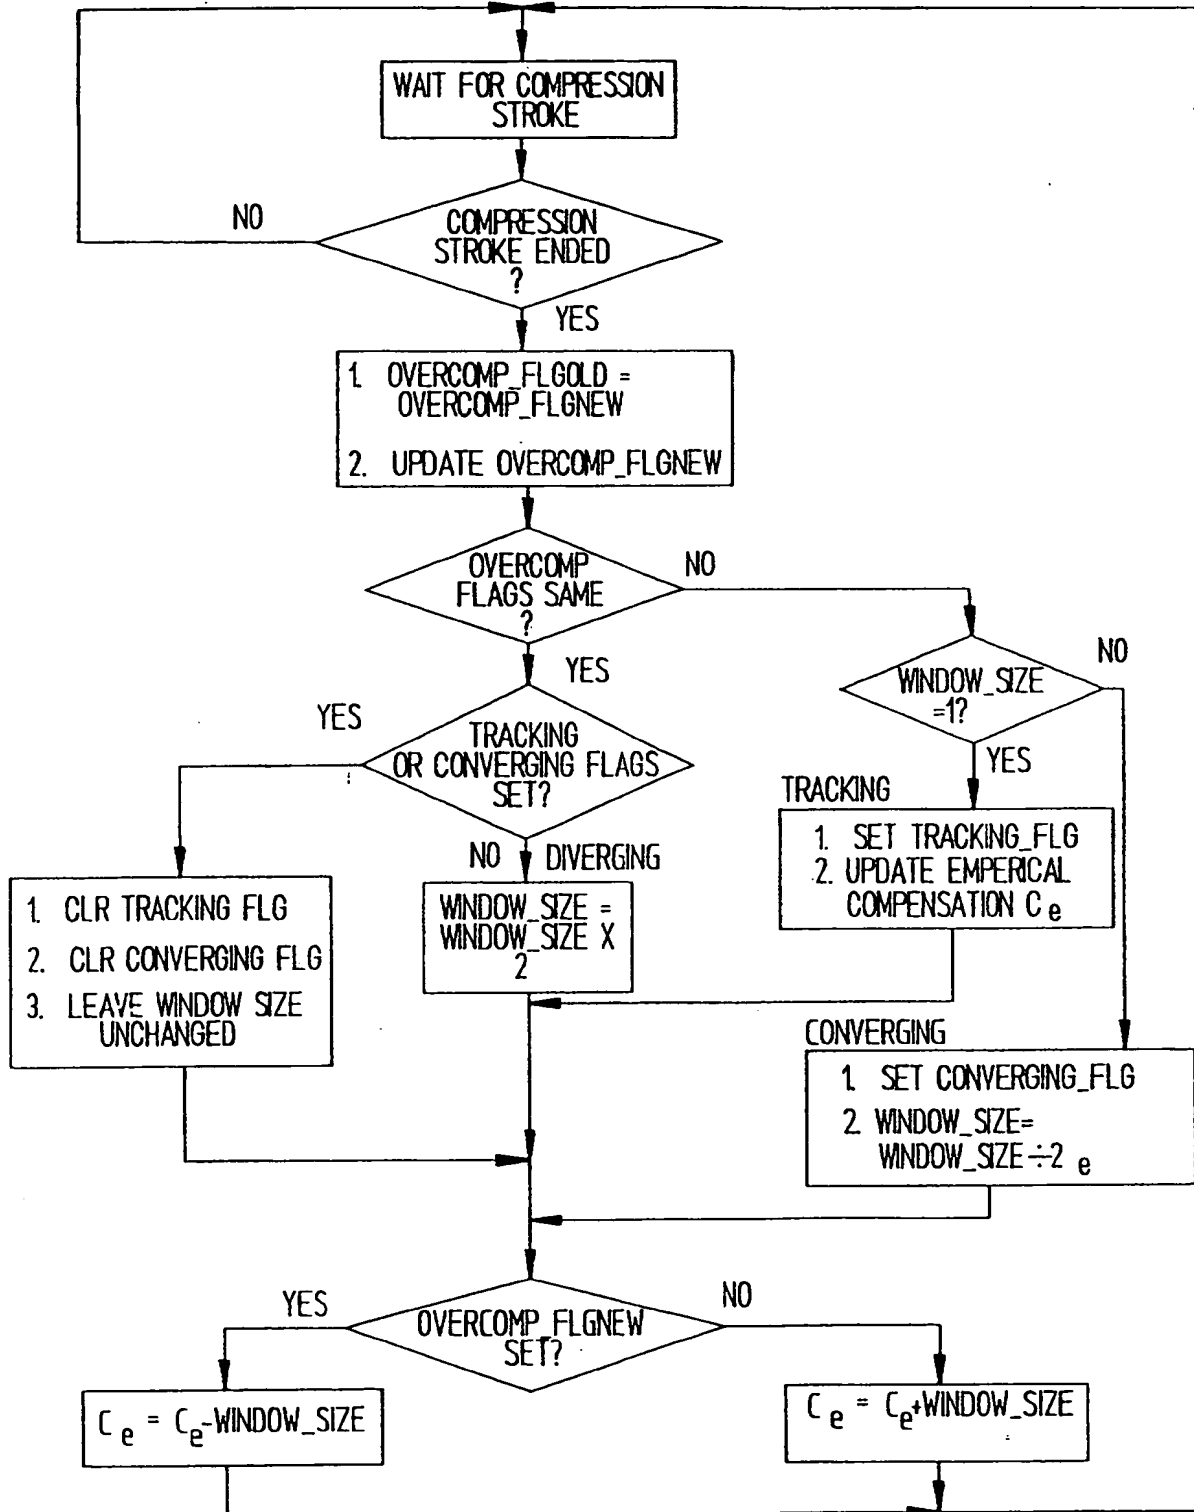 WAIT FOR COMPRESSION
STROKE
NO
COMPRESSION
STROKE ENDED
?
YES
1. OVERCOMP_FLGOLD =
OVERCOMP_FLGNEW
2. UPDATE OVERCOMP_FLGNEW
OVERCOMP
FLAGS SAME
?
NO
YES
WINDOW_SIZE
=1?
NO
YES
YES
TRACKING
OR CONVERGING FLAGS
SET?
NO
DIVERGING
TRACKING
1. SET TRACKING_FLG
2. UPDATE EMPERICAL
COMPENSATION C e
1. CLR TRACKING FLG
2. CLR CONVERGING FLG
3. LEAVE WINDOW SIZE
UNCHANGED
WINDOW_SIZE =
WINDOW_SIZE X
2
CONVERGING
1. SET CONVERGING_FLG
2. WINDOW_SIZE=
WINDOW_SIZE÷2 e
YES
OVERCOMP_FLGNEW
SET?
NO
C e = Ce-WINDOW_SIZE
C e = Ce+WINDOW_SIZE